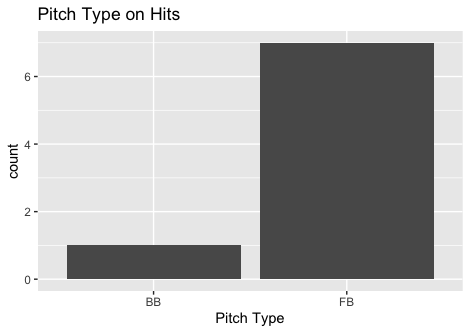 Pitch Type on Hits
6
4
2
0
count
BB FB
Pitch Type